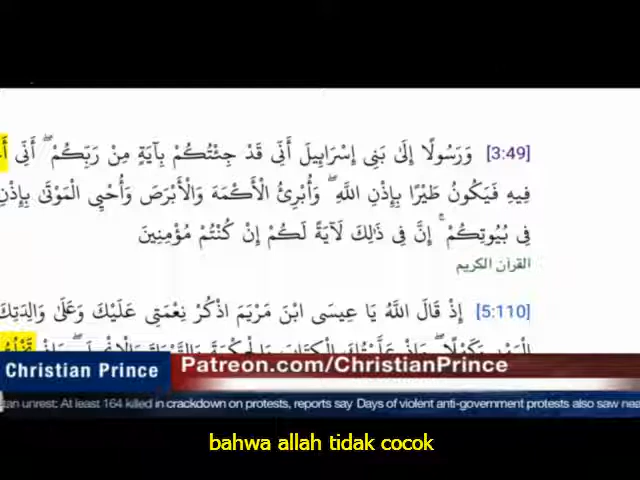 [3:49] وَرَسُولًا إِلَىٰ بَنِي إِسْرَائِيلَ أَنِّي قَدْ جِئْتُكُمْ بِآيَةٍ مِنْ رَبِّكُمْ ۖ أَنِّي
فِيهِ فَيَكُونُ طَيْرًا بِإِذْنِ اللَّهِ ۖ وَأُبْرِئُ الْأَكْمَهَ وَالْأَبْرَصَ وَأُحْيِي الْمَوْتَىٰ بِإِذْنِ
فِي بُيُوتِكُمْ ۚ إِنَّ فِي ذَٰلِكَ لَآيَةً لَكُمْ إِنْ كُنْتُمْ مُؤْمِنِينَ
القرآن الكريم
[5:110] إِذْ قَالَ اللَّهُ يَا عِيسَى ابْنَ مَرْيَمَ اذْكُرْ نِعْمَتِي عَلَيْكَ وَعَلَىٰ وَالِدَتِكَ
Christian Prince
Patreon.com/ChristianPrince
tan unrest: At least 164 killed in crackdown on protests, reports say Days of violent anti-government protests also saw nea
bahwa allah tidak cocok